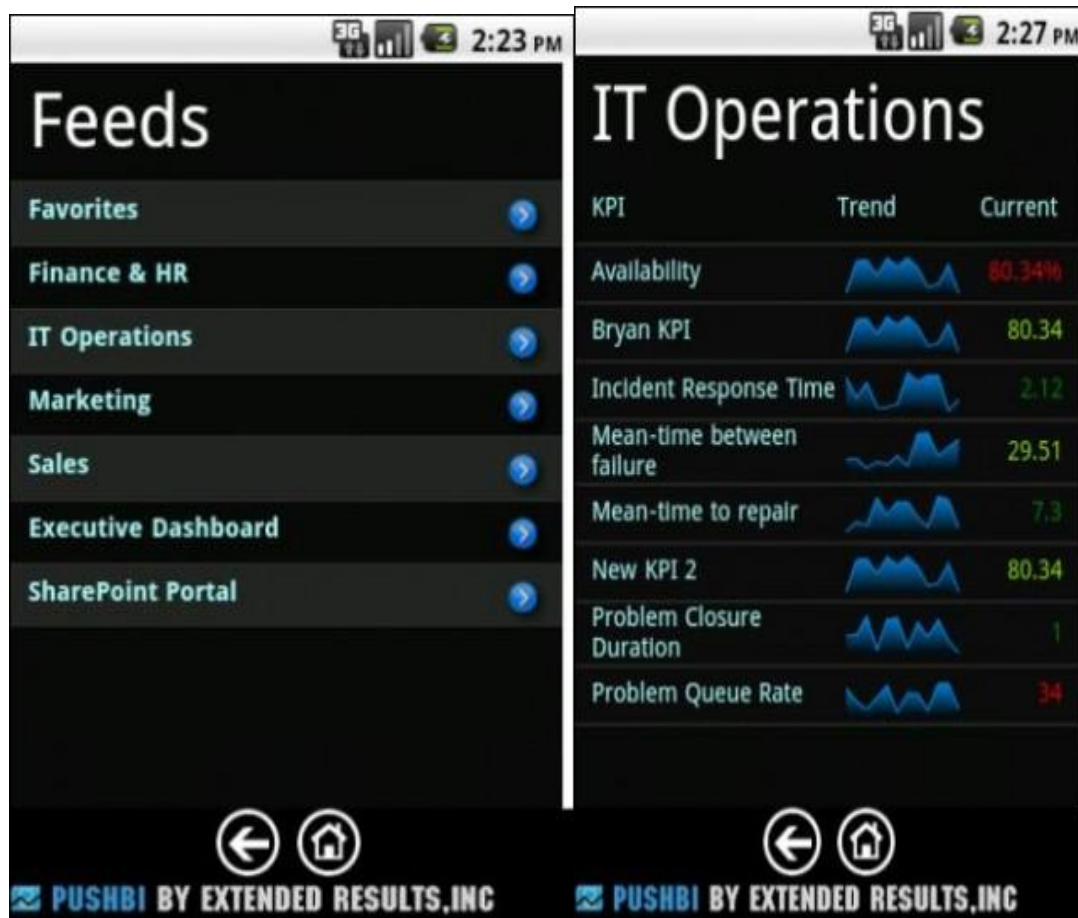 3G 2:23 PM
Feeds
Favorites
Finance & HR
IT Operations
Marketing
Sales
Executive Dashboard
SharePoint Portal
PUSHBI BY EXTENDED RESULTS,INC
3G 2:27 PM
IT Operations
KPI Trend Current
Availability 80.34%
Bryan KPI 80.34
Incident Response Time 2.12
Mean-time between
failure 29.51
Mean-time to repair 7.3
New KPI 2 80.34
Problem Closure
Duration 1
Problem Queue Rate 34
PUSHBI BY EXTENDED RESULTS,INC